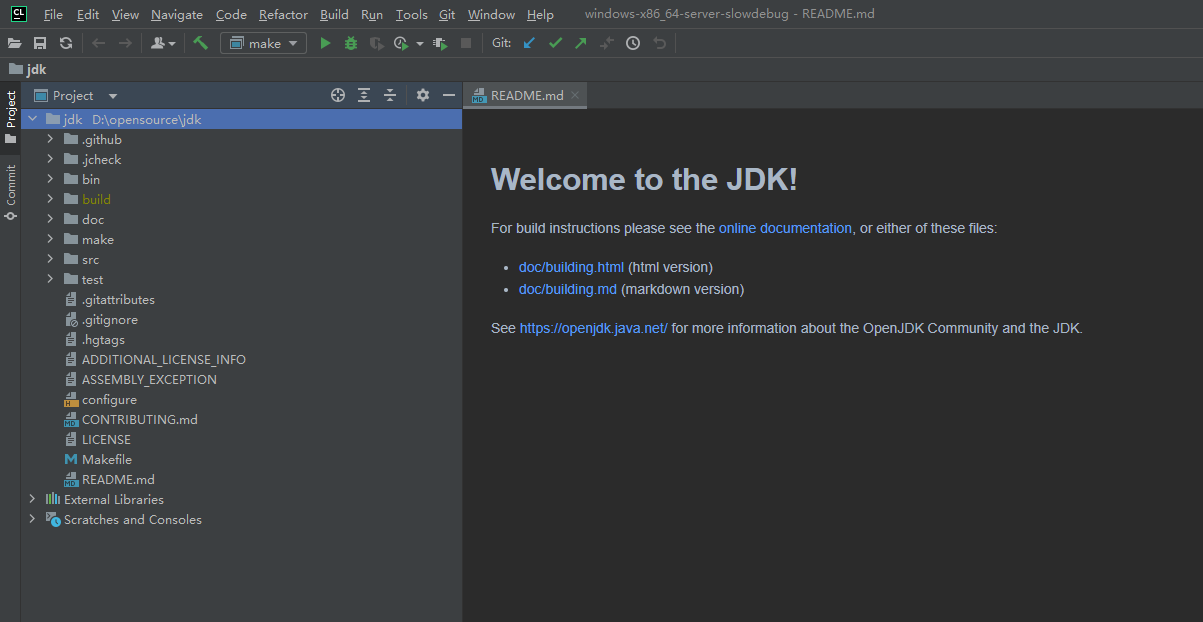 CL File Edit View Navigate Code Refactor Build Run Tools Git Window Help windows-x86_64-server-slowdebug - README.md
make Git:
jdk
Project
Commit
Project
jdk D:\opensource\jdk
.github
.jcheck
bin
build
doc
make
src
test
.gitattributes
.gitignore
.hgtags
ADDITIONAL_LICENSE_INFO
ASSEMBLY_EXCEPTION
configure
CONTRIBUTING.md
LICENSE
Makefile
README.md
External Libraries
Scratches and Consoles
README.md
Welcome to the JDK!
For build instructions please see the online documentation, or either of these files:
• doc/building.html (html version)
• doc/building.md (markdown version)
See https://openjdk.java.net/ for more information about the OpenJDK Community and the JDK.